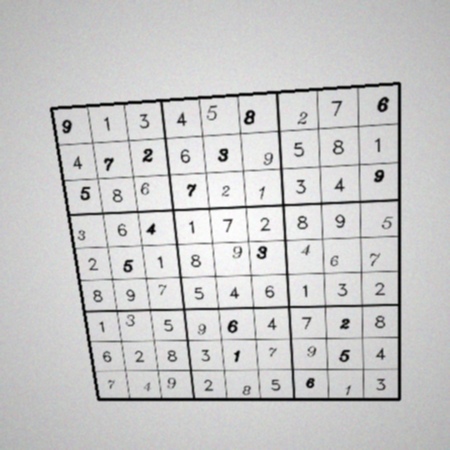 9 1 3 4 5 8 2 7 6
4 7 2 6 3 9 5 8 1
5 8 6 7 2 1 3 4 9
3 6 4 1 7 2 8 9 5
2 5 1 8 9 3 4 6 7
8 9 7 5 4 6 1 3 2
1 3 5 9 6 4 7 2 8
6 2 8 3 1 7 9 5 4
7 4 9 2 8 5 6 1 3